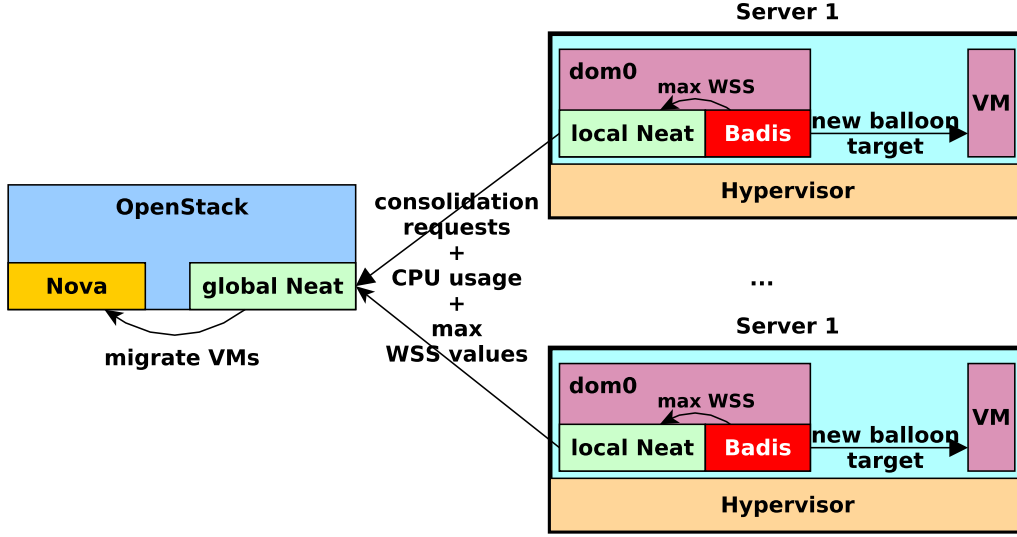 Server 1
dom0
max WSS
local Neat
Badis
new balloon
target
VM
Hypervisor
OpenStack
Nova
global Neat
migrate VMs
consolidation
requests
+
CPU usage
+
max
WSS values
...
Server 1
dom0
max WSS
local Neat
Badis
new balloon
target
VM
Hypervisor